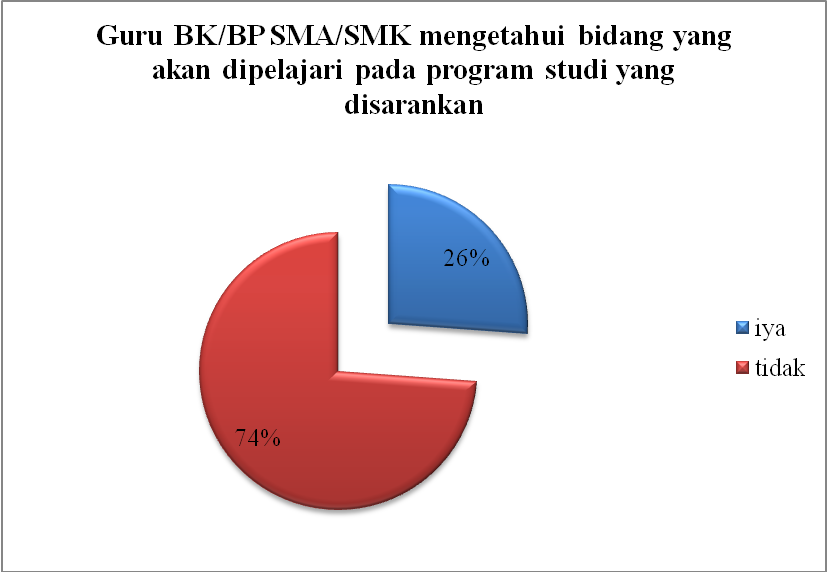 Guru BK/BP SMA/SMK mengetahui bidang yang
akan dipelajari pada program studi yang
disarankan
26%
74%
iya
tidak